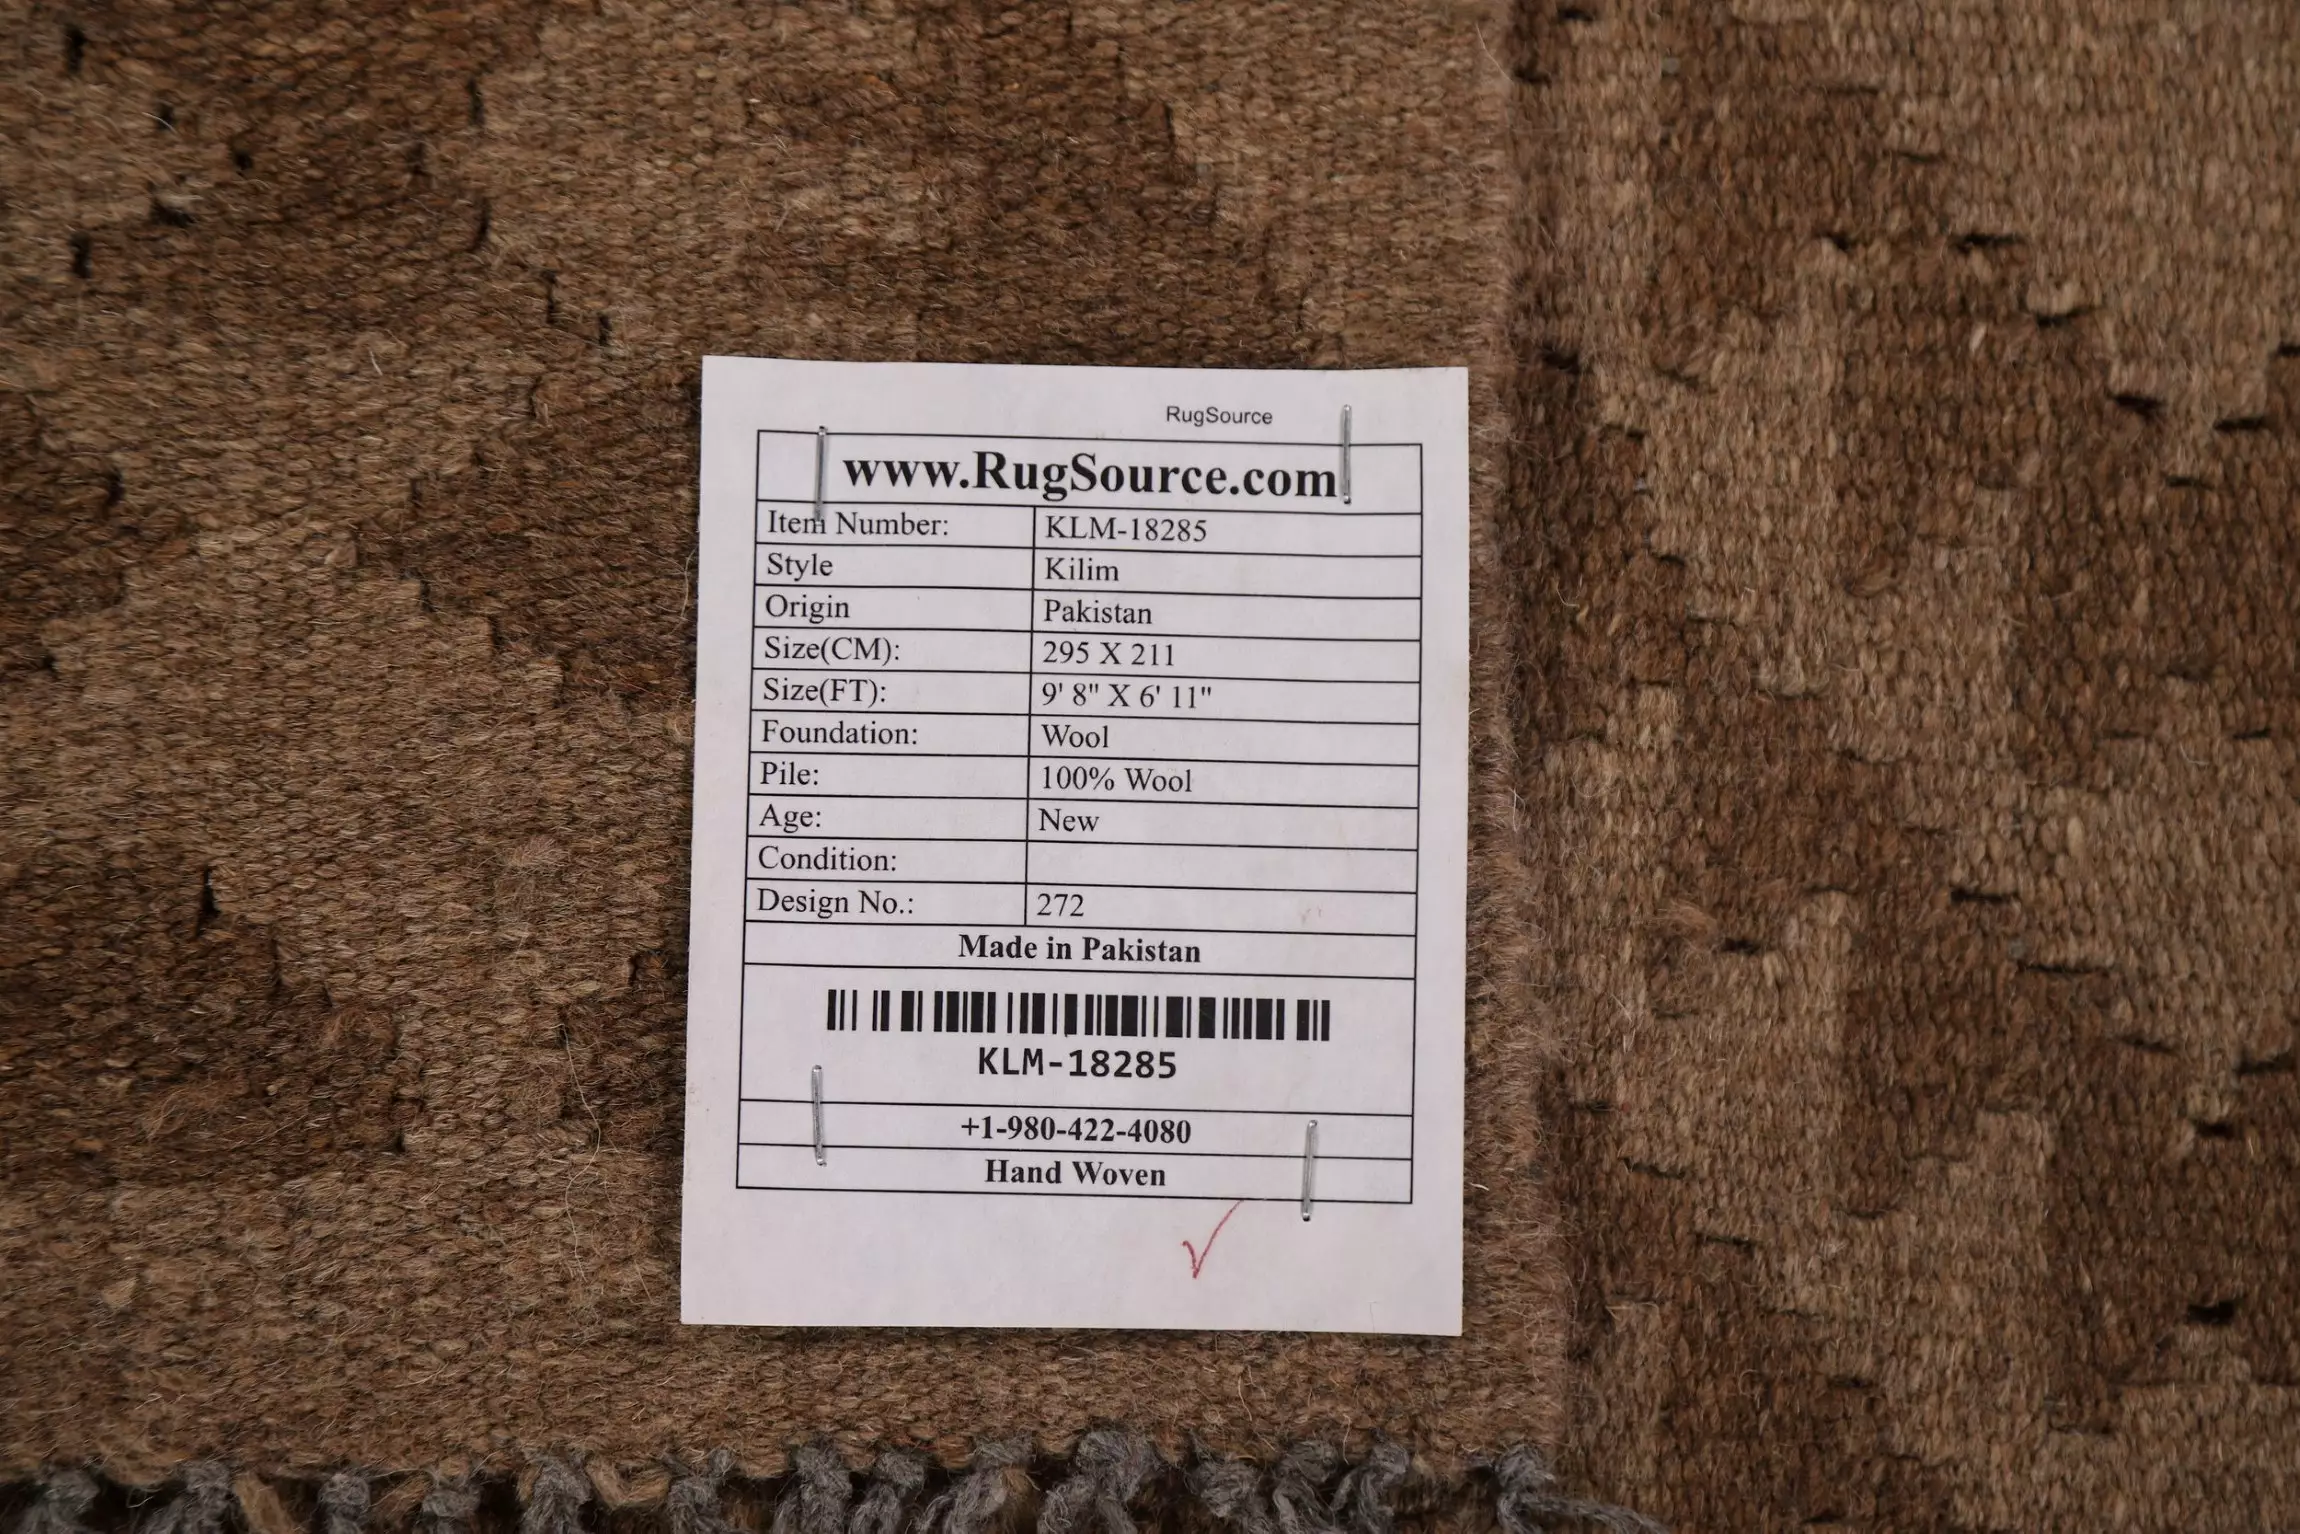 RugSource
www.RugSource.com
Item Number: KLM-18285
Style Kilim
Origin Pakistan
Size(CM): 295 X 211
Size(FT): 9' 8" X 6' 11"
Foundation: Wool
Pile: 100% Wool
Age: New
Condition:
Design No.: 272
Made in Pakistan
KLM-18285
+1-980-422-4080
Hand Woven